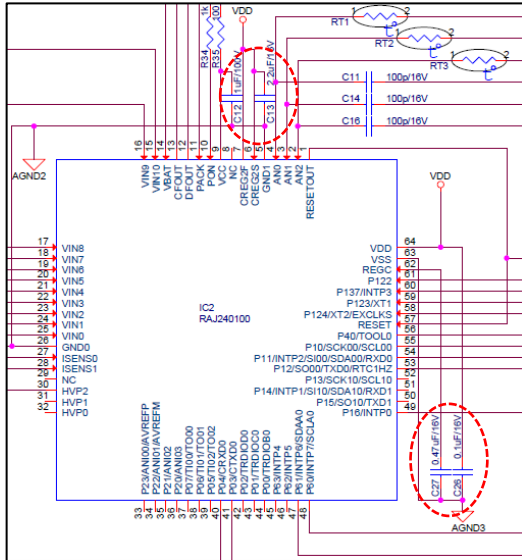 RT1 1 2
RT2 1 2
RT3 1 2
1k
R34
100
R35
VDD
C12 1uF/100V
C13 2.2uF/16V
C11 100p/16V
C14 100p/16V
C16 100p/16V
AGND2
16 VIN9
15 VIN10
14 VBAT
13 CFOUT
12 DFOUT
11 PACK
10 PON
9 VCC
8 NC
7 CREG2F
6 CREG2S
5 GND1
4 AN0
3 AN1
2 AN2
1 RESETOUT
17 VIN8
18 VIN7
19 VIN6
20 VIN5
21 VIN4
22 VIN3
23 VIN2
24 VIN1
25 VIN0
26 GND0
27 ISENS0
28 ISENS1
29 NC
30 HVP2
31 HVP1
32 HVP0
IC2
RAJ240100
VDD
VDD 64
VSS 63
REGC 62
P122 61
P137/INTP3 60
P123/XT1 59
P124/XT2/EXCLKS 58
RESET 57
P40/TOOL0 56
P10/SCK00/SCL00 55
P11/INTP2/SI00/SDA00/RXD0 54
P12/SO00/TXD0/RTC1HZ 53
P13/SCK10/SCL10 52
P14/INTP1/SI10/SDA10/RXD1 51
P15/SO10/TXD1 50
P16/INTP0 49
33 P23/ANI00/AVREFP
34 P22/ANI01/AVREFM
35 P21/ANI02
36 P20/ANI03
37 P07/TI00/TO00
38 P06/TI01/TO01
39 P05/TI02/TO02
40 P04/CRXD0
41 P03/CTXD0
42 P02/TRDIOD0
43 P01/TRDIOC0
44 P00/TRDIOB0
45 P63/INTP4
46 P62/INTP5
47 P61/INTP6/SDAA0
48 P60/INTP7/SCLA0
C27 0.47uF/16V
C26 0.1uF/16V
AGND3